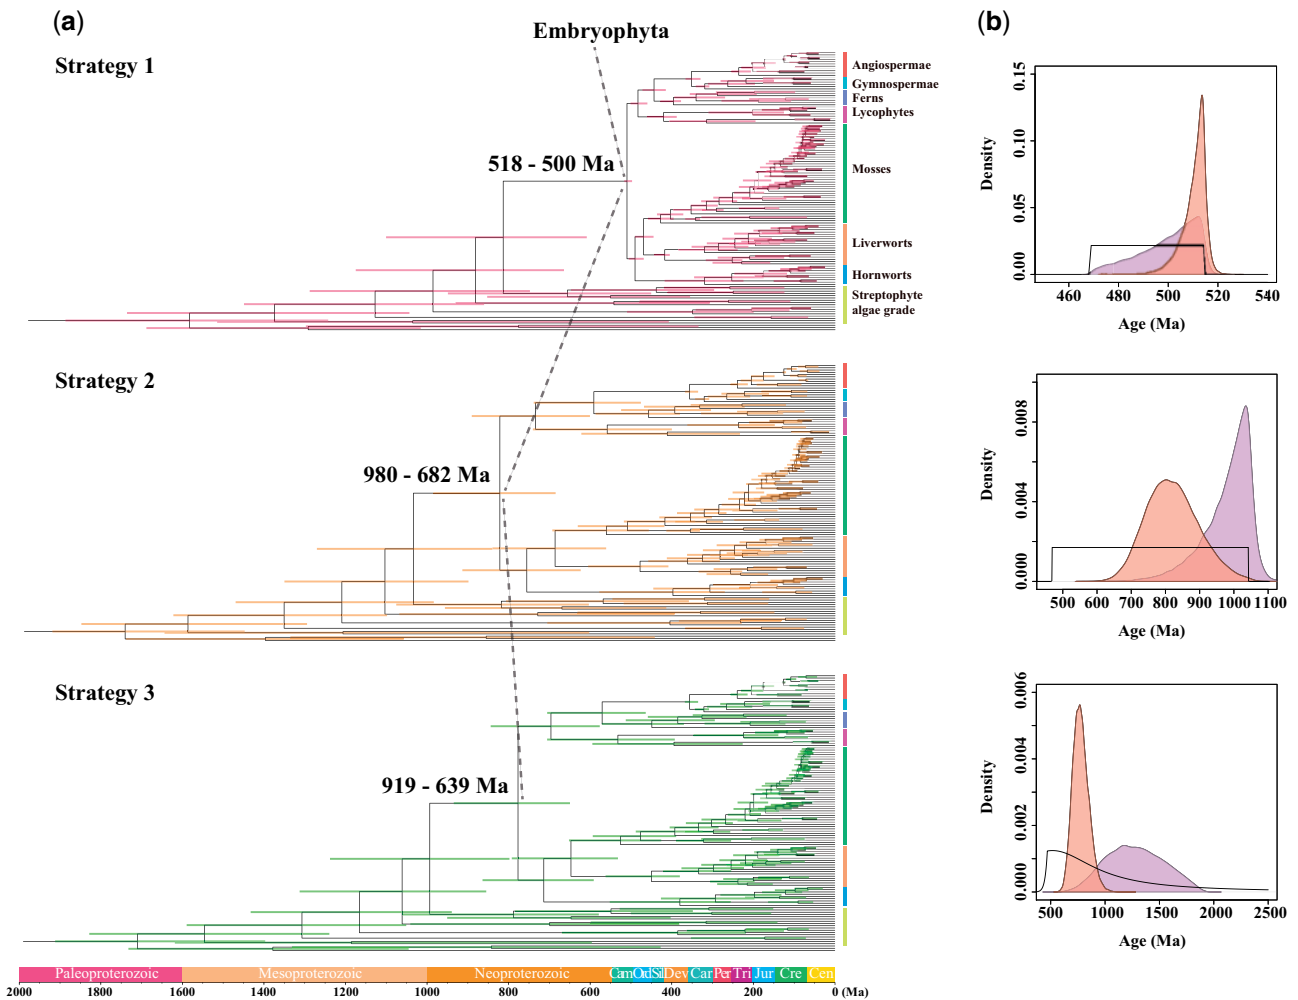 (a)
(b)
Embryophyta
Strategy 1
518 - 500 Ma
Angiospermae
Gymnospermae
Ferns
Lycophytes
Mosses
Liverworts
Hornworts
Streptophyte
algae grade
Density
0.15
0.10
0.05
0.00
460 480 500 520 540
Age (Ma)
Strategy 2
980 - 682 Ma
Density
0.008
0.004
0.000
500 600 700 800 900 1000 1100
Age (Ma)
Strategy 3
919 - 639 Ma
Density
0.006
0.004
0.002
0.000
500 1000 1500 2000 2500
Age (Ma)
Paleoproterozoic Mesoproterozoic Neoproterozoic Cam Ord Sil Dev Car Per Tri Jur Cre Cen
2000 1800 1600 1400 1200 1000 800 600 400 200 0 (Ma)